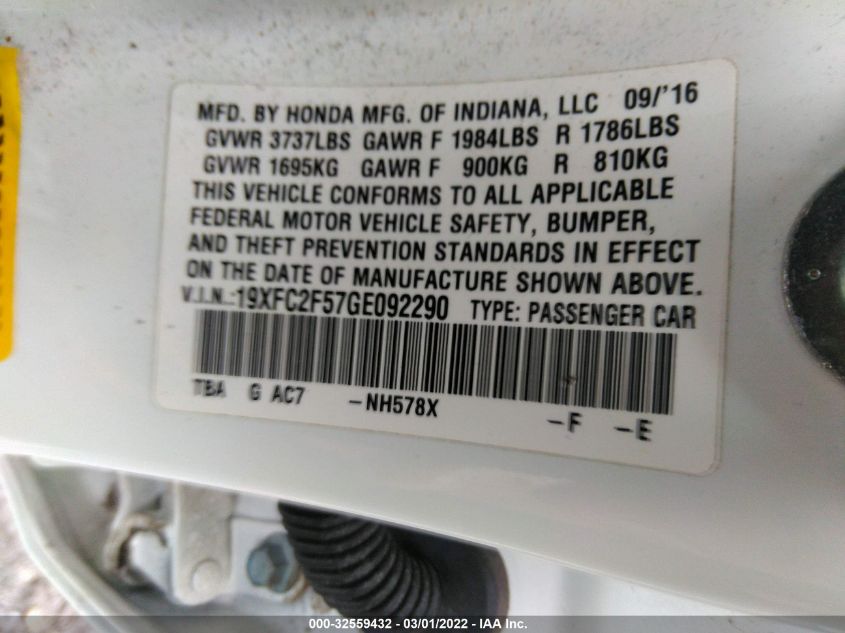 MFD. BY HONDA MFG. OF INDIANA, LLC 09/'16
GVWR 3737LBS GAWR F 1984LBS R 1786LBS
GVWR 1695KG GAWR F 900KG R 810KG
THIS VEHICLE CONFORMS TO ALL APPLICABLE
FEDERAL MOTOR VEHICLE SAFETY, BUMPER,
AND THEFT PREVENTION STANDARDS IN EFFECT
ON THE DATE OF MANUFACTURE SHOWN ABOVE.
V.I.N.:19XFC2F57GE092290 TYPE: PASSENGER CAR
TBA G AC7 -NH578X -F -E
000-32559432 - 03/01/2022 - IAA Inc.